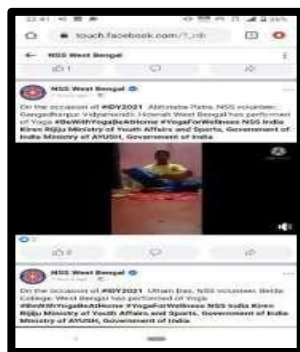 22:41
touch.facebook.com/?_rdr
NSS West Bengal
1
NSS West Bengal
On the occasion of #IDY2021 Abhishek Patra, NSS volunteer,
Gangadharpur Vidyamandir, Howrah West Bengal has performed
of Yoga #BeWithYogaBeAtHome #YogaForWellness NSS India
Kiren Rijiju Ministry of Youth Affairs and Sports, Government of
India Ministry of AYUSH, Government of India
NSS West Bengal
On the occasion of #IDY2021 Uttam Das, NSS volunteer, Belda
College, West Bengal has performed of Yoga
#BeWithYogaBeAtHome #YogaForWellness NSS India Kiren
Rijiju Ministry of Youth Affairs and Sports, Government of India
Ministry of AYUSH, Government of India